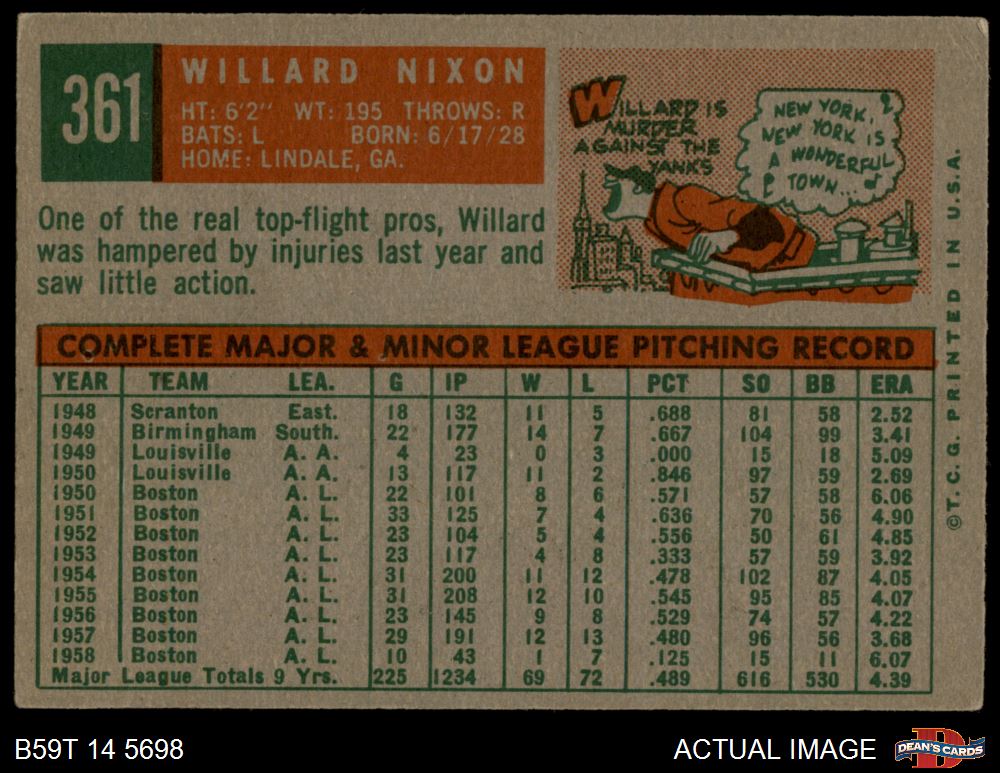 361
WILLARD NIXON
HT: 6'2" WT: 195 THROWS: R
BATS: L BORN: 6/17/28
HOME: LINDALE, GA.
One of the real top-flight pros, Willard
was hampered by injuries last year and
saw little action.
WILLARD IS
MURDER
AGAINST THE
YANKS
NEW YORK,
NEW YORK IS
A WONDERFUL
TOWN...
©T.C.G. PRINTED IN U.S.A.
COMPLETE MAJOR & MINOR LEAGUE PITCHING RECORD
YEAR TEAM LEA. G IP W L PCT SO BB ERA
1948 Scranton East. 18 132 11 5 .688 81 58 2.52
1949 Birmingham South. 22 177 14 7 .667 104 99 3.41
1949 Louisville A. A. 4 23 0 3 .000 15 18 5.09
1950 Louisville A. A. 13 117 11 2 .846 97 59 2.69
1950 Boston A. L. 22 101 8 6 .571 57 58 6.06
1951 Boston A. L. 33 125 7 4 .636 70 56 4.90
1952 Boston A. L. 23 104 5 4 .556 50 61 4.85
1953 Boston A. L. 23 117 4 8 .333 57 59 3.92
1954 Boston A. L. 31 200 11 12 .478 102 87 4.05
1955 Boston A. L. 31 208 12 10 .545 95 85 4.07
1956 Boston A. L. 23 145 9 8 .529 74 57 4.22
1957 Boston A. L. 29 191 12 13 .480 96 56 3.68
1958 Boston A. L. 10 43 1 7 .125 15 11 6.07
Major League Totals 9 Yrs. 225 1234 69 72 .489 616 530 4.39
B59T 14 5698
ACTUAL IMAGE
DEAN'S CARDS